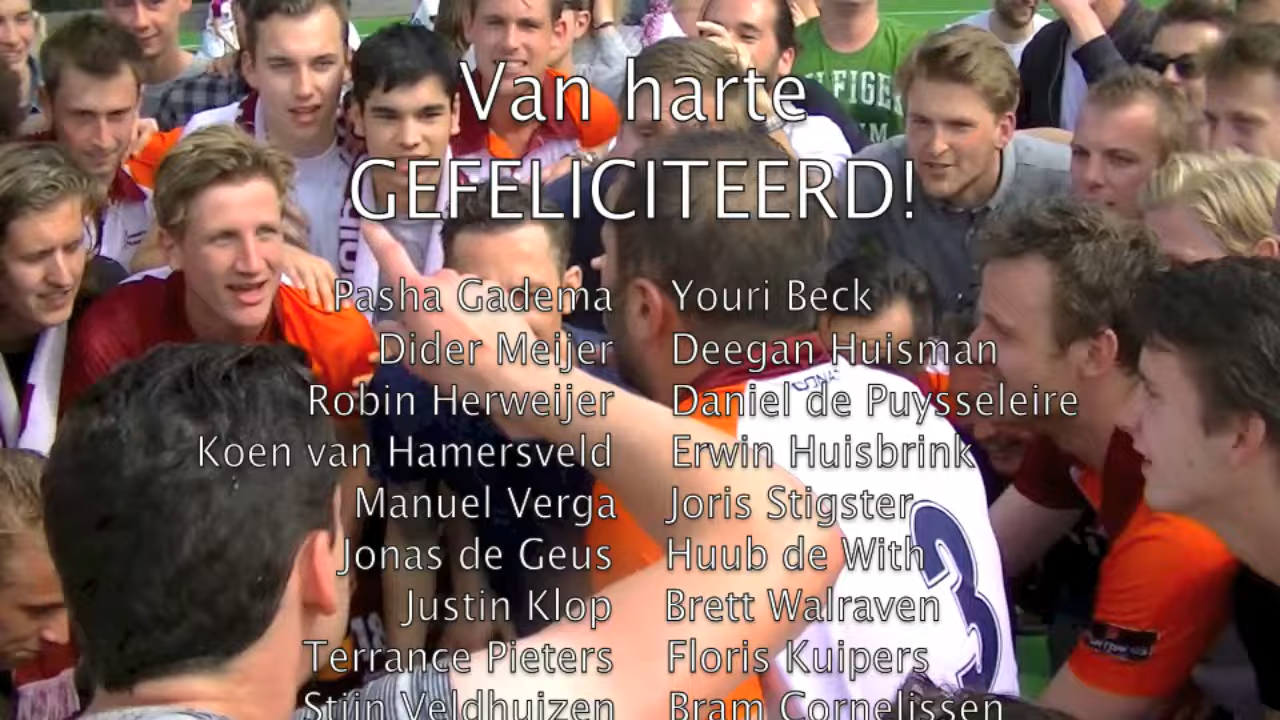 Van harte
GEFELICITEERD!
Pasha Gadema Youri Beck
Dider Meijer Deegan Huisman
Robin Herweijer Daniel de Puysseleire
Koen van Hamersveld Erwin Huisbrink
Manuel Verga Joris Stigster
Jonas de Geus Huub de With
Justin Klop Brett Walraven
Terrance Pieters Floris Kuipers
Stijn Veldhuizen Bram Cornelissen
3
18